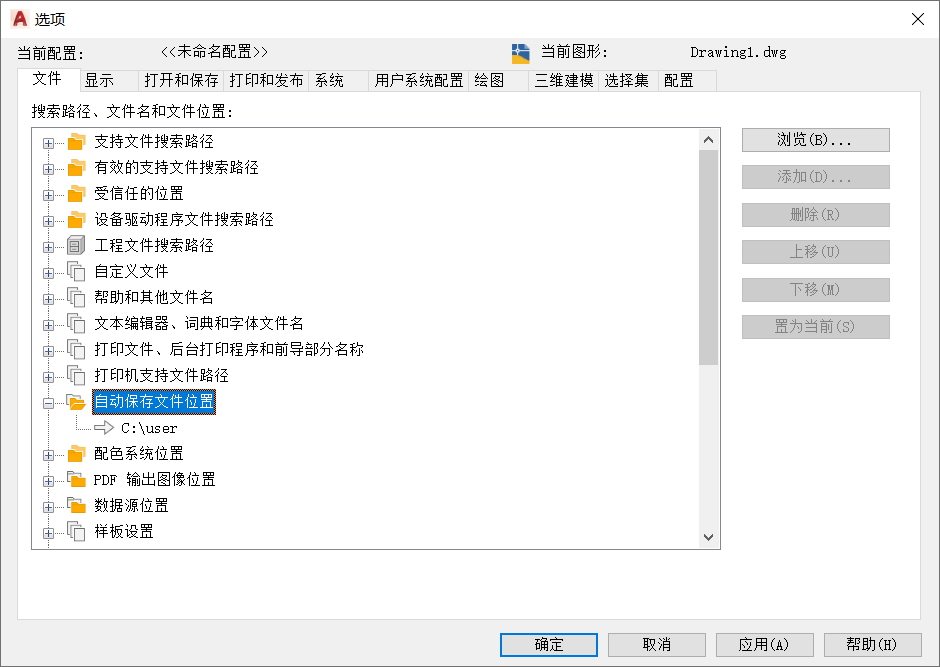 选项
当前配置: <<未命名配置>> 当前图形: Drawing1.dwg
文件 显示 打开和保存 打印和发布 系统 用户系统配置 绘图 三维建模 选择集 配置
搜索路径、文件名和文件位置:
支持文件搜索路径
有效的支持文件搜索路径
受信任的位置
设备驱动程序文件搜索路径
工程文件搜索路径
自定义文件
帮助和其他文件名
文本编辑器、词典和字体文件名
打印文件、后台打印程序和前导部分名称
打印机支持文件路径
自动保存文件位置
C:\user
配色系统位置
PDF 输出图像位置
数据源位置
样板设置
浏览(B)...
添加(D)...
删除(R)
上移(U)
下移(M)
置为当前(S)
确定 取消 应用(A) 帮助(H)